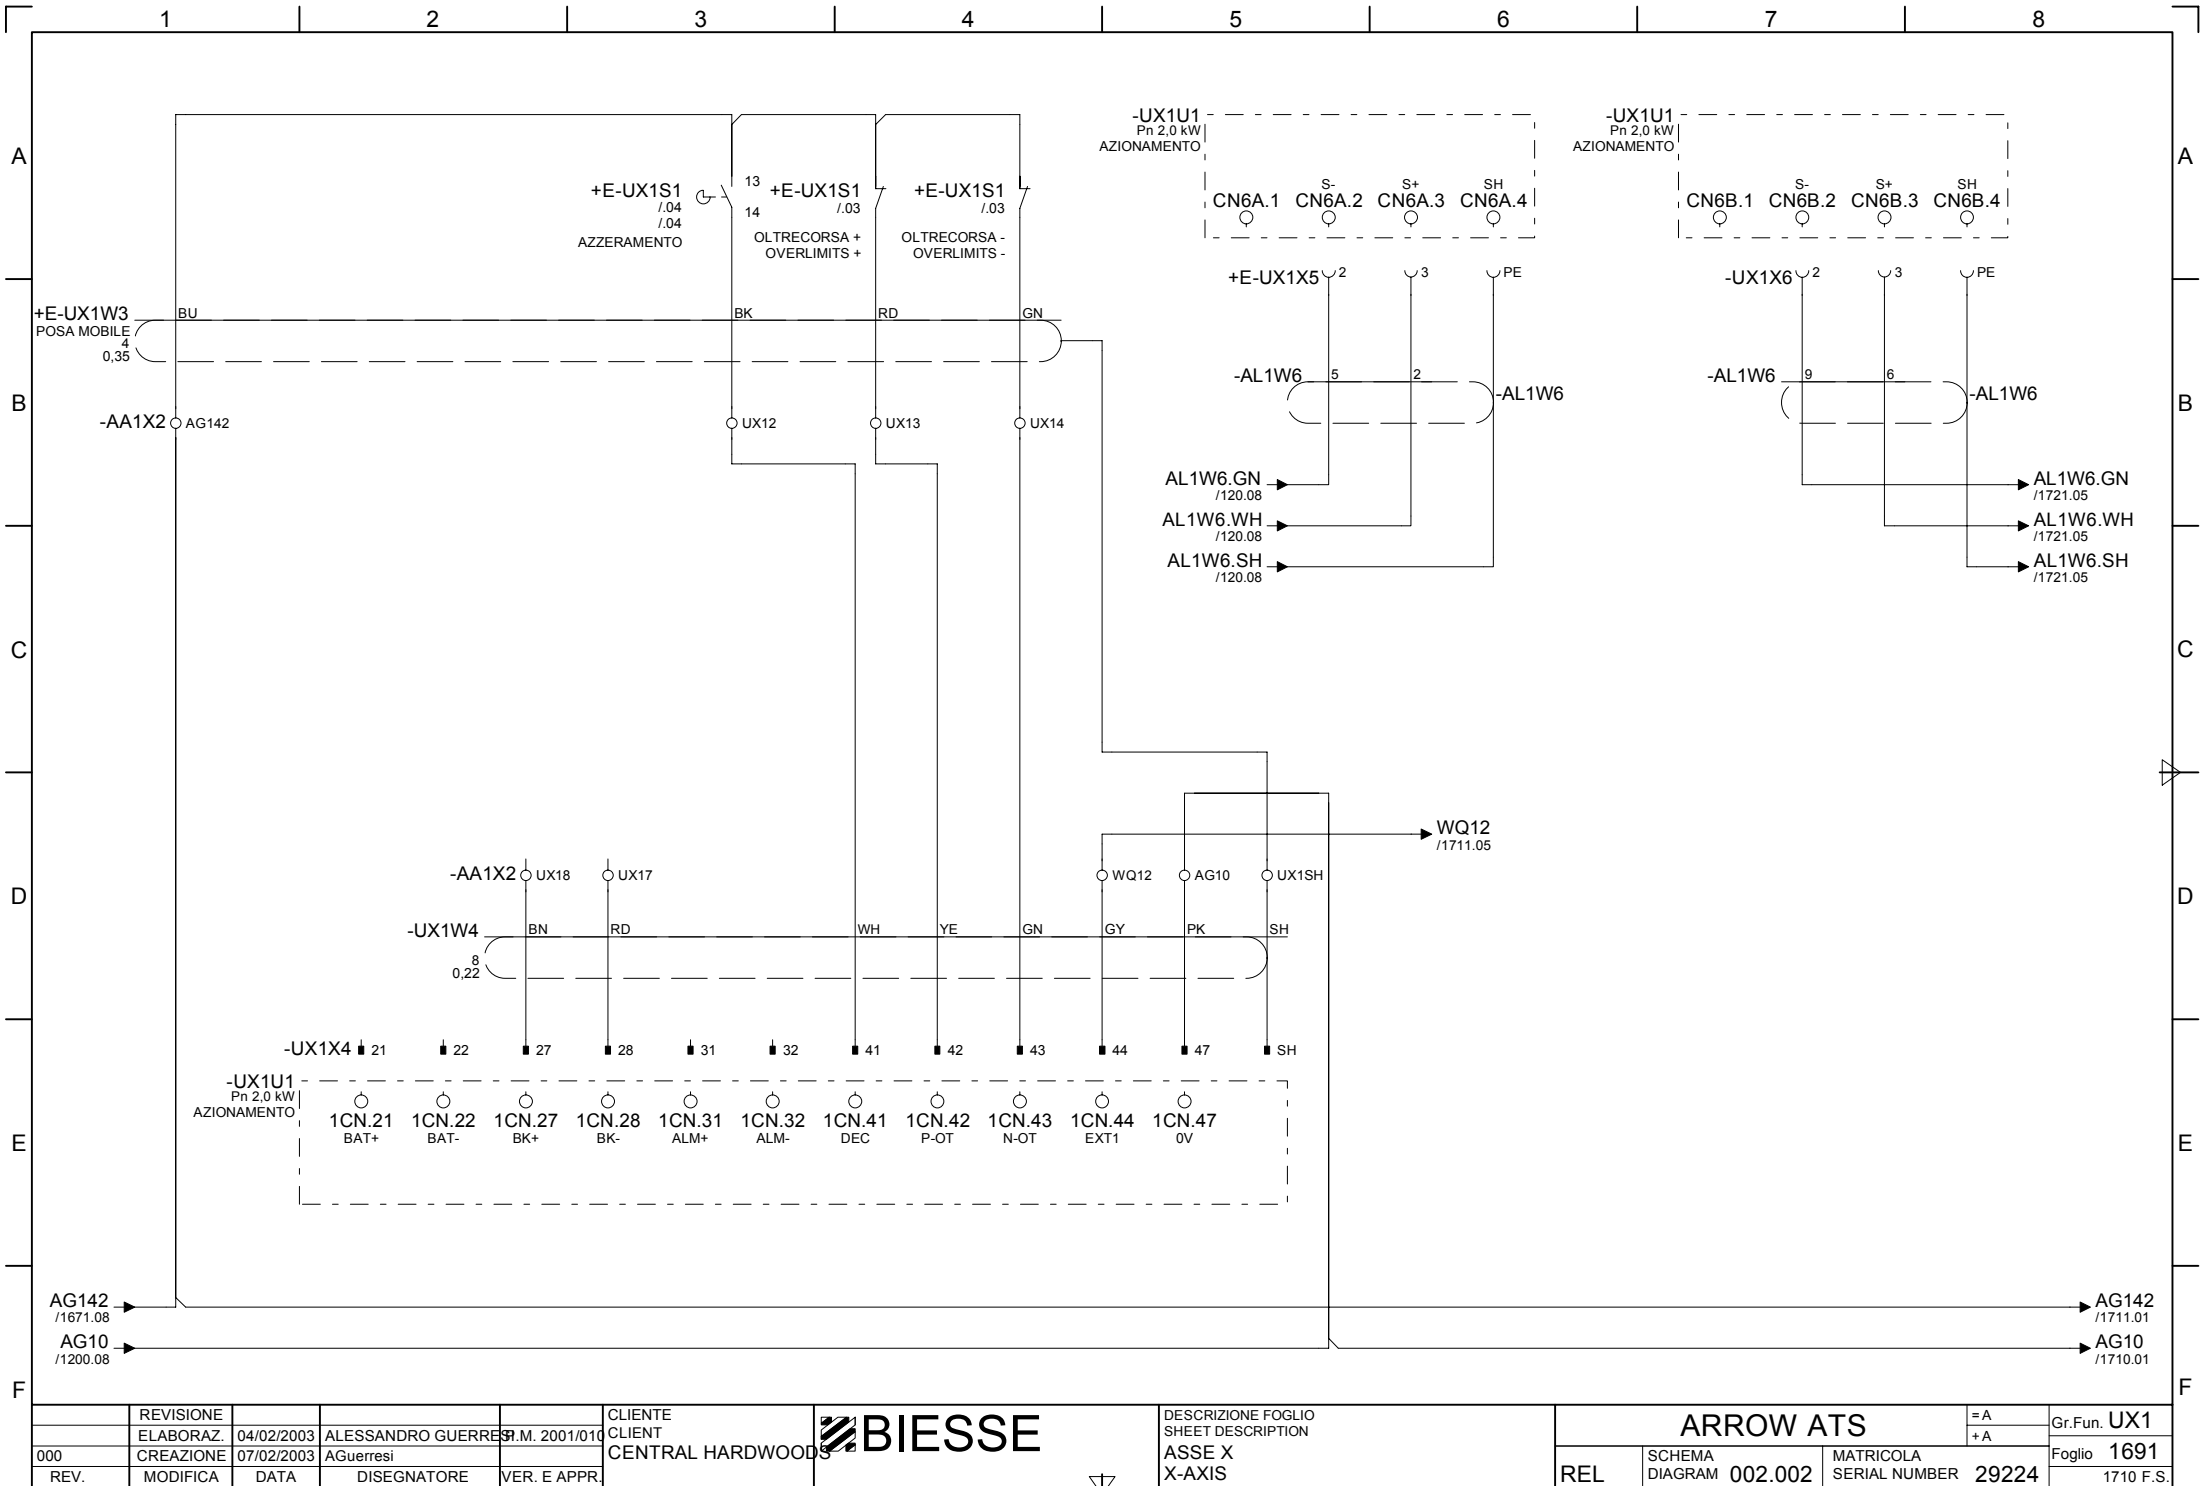 1 2 3 4 5 6 7 8
A A
-UX1U1
Pn 2,0 kW
AZIONAMENTO
-UX1U1
Pn 2,0 kW
AZIONAMENTO
+E-UX1S1
/.04
/.04
AZZERAMENTO
13
14
+E-UX1S1
/.03
OLTRECORSA +
OVERLIMITS +
+E-UX1S1
/.03
OLTRECORSA -
OVERLIMITS -
S- S+ SH
CN6A.1 CN6A.2 CN6A.3 CN6A.4
S- S+ SH
CN6B.1 CN6B.2 CN6B.3 CN6B.4
+E-UX1X5 2 3 PE
-UX1X6 2 3 PE
+E-UX1W3
POSA MOBILE
4
0,35
BU BK RD GN
-AL1W6 5 2 -AL1W6
-AL1W6 9 6 -AL1W6
B B
-AA1X2 AG142 UX12 UX13 UX14
AL1W6.GN
/120.08
AL1W6.WH
/120.08
AL1W6.SH
/120.08
AL1W6.GN
/1721.05
AL1W6.WH
/1721.05
AL1W6.SH
/1721.05
C C
WQ12
/1711.05
-AA1X2 UX18 UX17 WQ12 AG10 UX1SH
D D
-UX1W4
8
0,22
BN RD WH YE GN GY PK SH
-UX1X4 21 22 27 28 31 32 41 42 43 44 47 SH
-UX1U1
Pn 2,0 kW
AZIONAMENTO
1CN.21 1CN.22 1CN.27 1CN.28 1CN.31 1CN.32 1CN.41 1CN.42 1CN.43 1CN.44 1CN.47
BAT+ BAT- BK+ BK- ALM+ ALM- DEC P-OT N-OT EXT1 0V
E E
AG142
/1671.08
AG142
/1711.01
AG10
/1200.08
AG10
/1710.01
F F
REVISIONE
ELABORAZ. 04/02/2003 ALESSANDRO GUERRESI P.M. 2001/010
000 CREAZIONE 07/02/2003 AGuerresi
REV. MODIFICA DATA DISEGNATORE VER. E APPR.
CLIENTE
CLIENT
CENTRAL HARDWOODS
BIESSE
DESCRIZIONE FOGLIO
SHEET DESCRIPTION
ASSE X
X-AXIS
ARROW ATS
= A
+ A
REL
SCHEMA
DIAGRAM 002.002
MATRICOLA
SERIAL NUMBER 29224
Gr.Fun. UX1
Foglio 1691
1710 F.S.